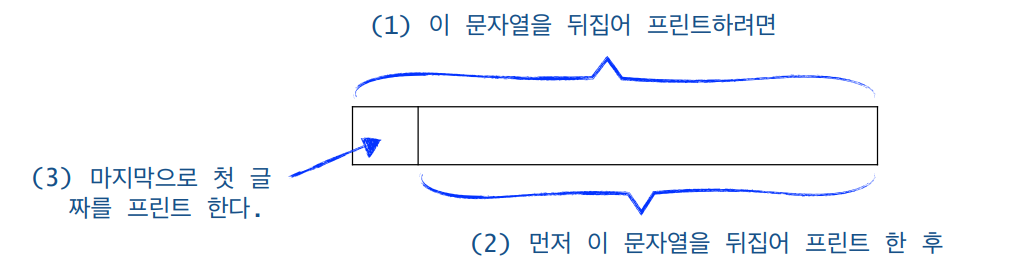 (1) 이 문자열을 뒤집어 프린트하려면
(3) 마지막으로 첫 글
짜를 프린트 한다.
(2) 먼저 이 문자열을 뒤집어 프린트 한 후